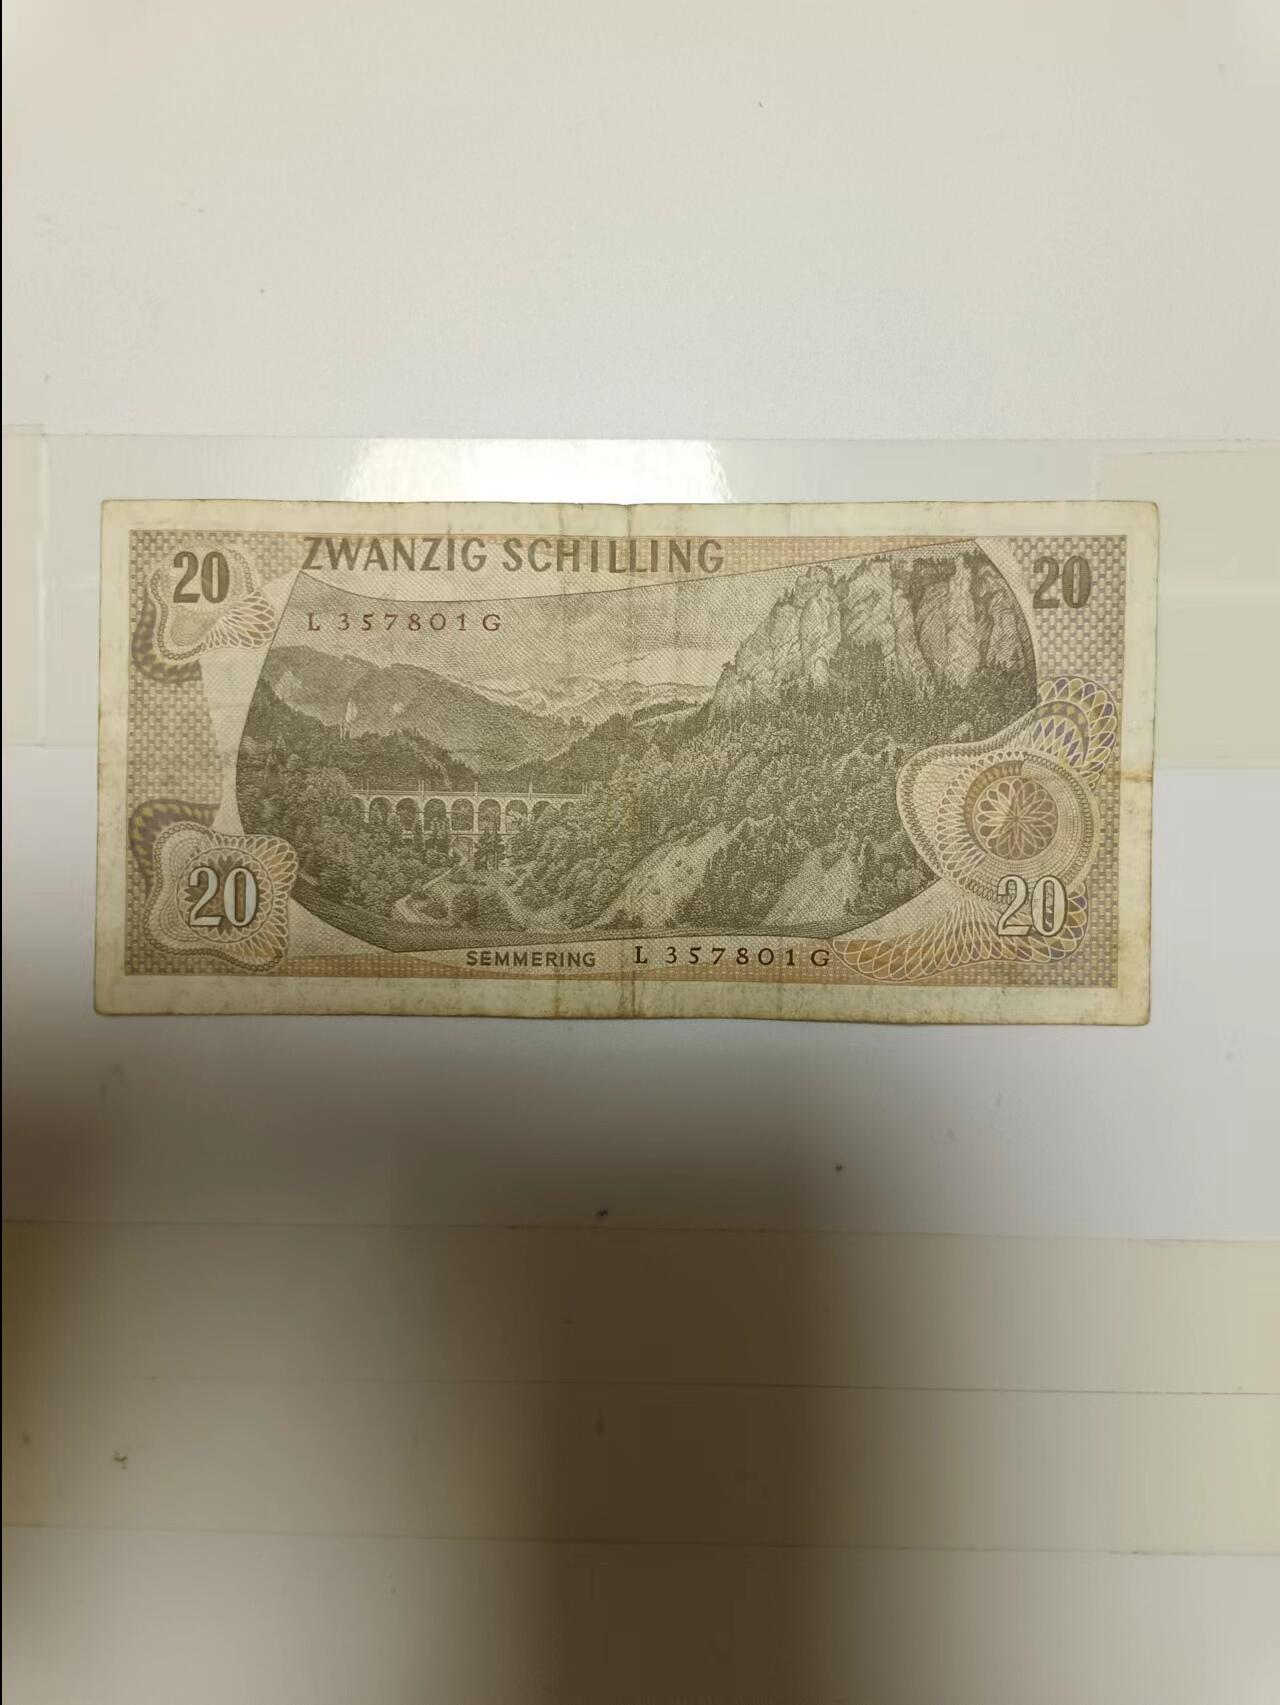 20 ZWANZIG SCHILLING 20
L 357801 G
20 20
SEMMERING L 357801 G